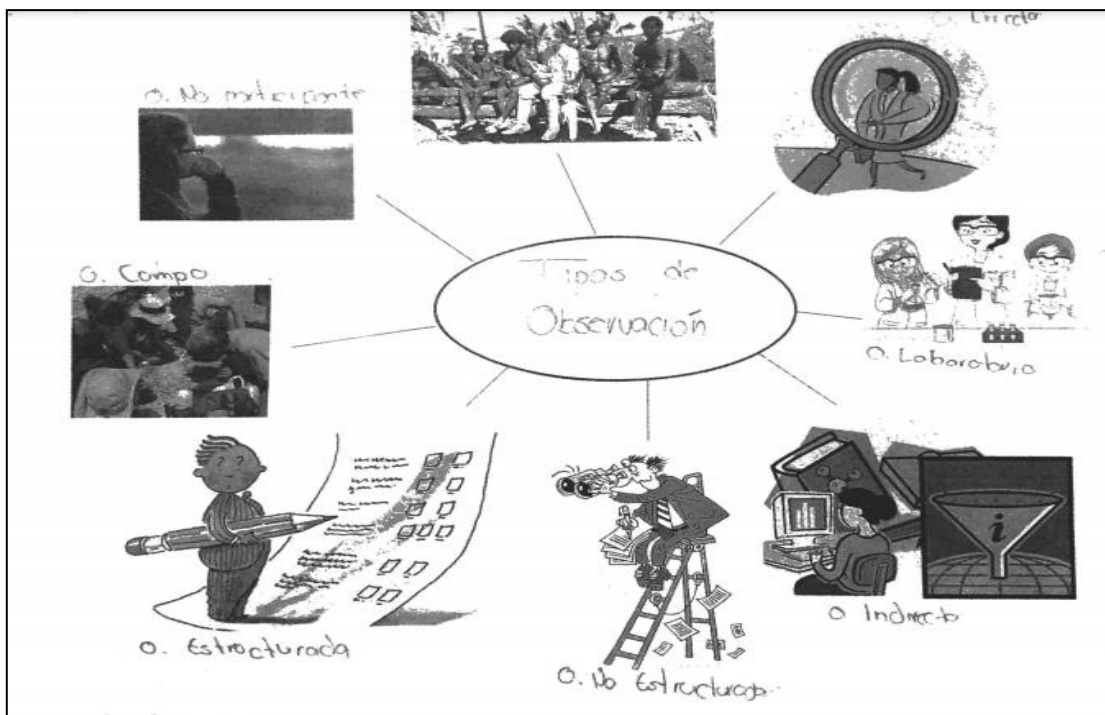 O. Directa
O. No participante
O. Campo
Tipos de
Observación
O. Laboratorio
i
O Indirecta
O. Estructurada
O. No Estructurada